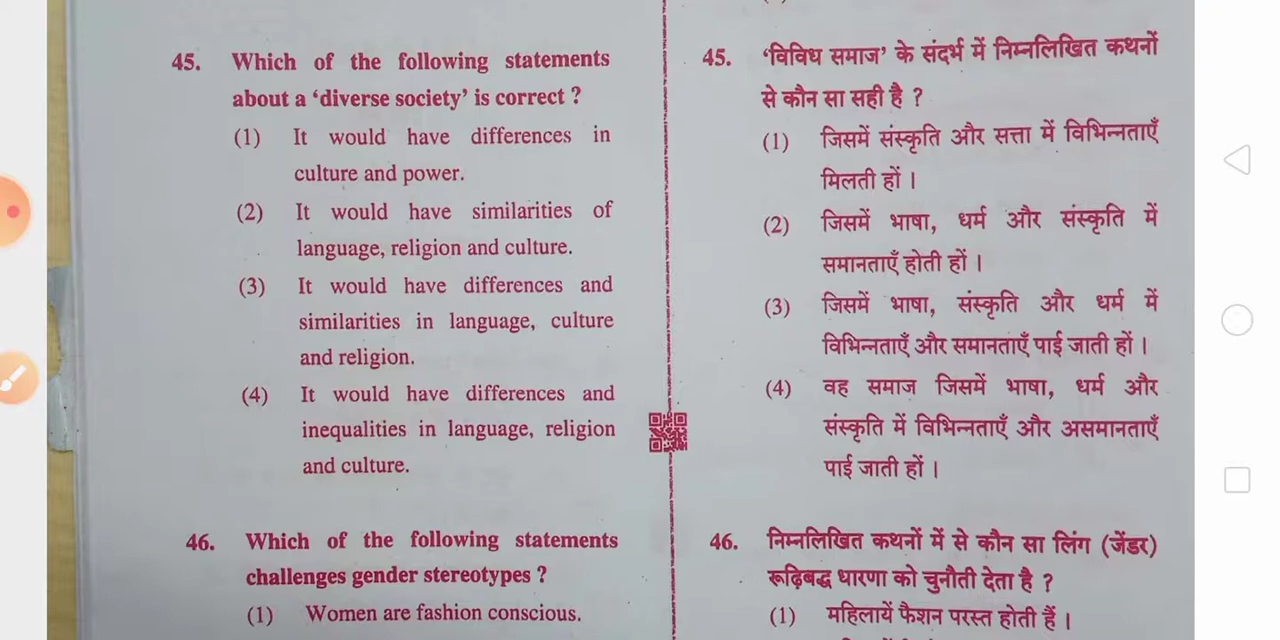 45. Which of the following statements
about a ‘diverse society’ is correct ?
(1) It would have differences in
culture and power.
(2) It would have similarities of
language, religion and culture.
(3) It would have differences and
similarities in language, culture
and religion.
(4) It would have differences and
inequalities in language, religion
and culture.
46. Which of the following statements
challenges gender stereotypes ?
(1) Women are fashion conscious.
45. ‘विविध समाज’ के संदर्भ में निम्नलिखित कथनों
से कौन सा सही है ?
(1) जिसमें संस्कृति और सत्ता में विभिन्नताएँ
मिलती हों ।
(2) जिसमें भाषा, धर्म और संस्कृति में
समानताएँ होती हों ।
(3) जिसमें भाषा, संस्कृति और धर्म में
विभिन्नताएँ और समानताएँ पाई जाती हों ।
(4) वह समाज जिसमें भाषा, धर्म और
संस्कृति में विभिन्नताएँ और असमानताएँ
पाई जाती हों ।
46. निम्नलिखित कथनों में से कौन सा लिंग (जेंडर)
रूढ़िबद्ध धारणा को चुनौती देता है ?
(1) महिलायें फैशन परस्त होती हैं ।